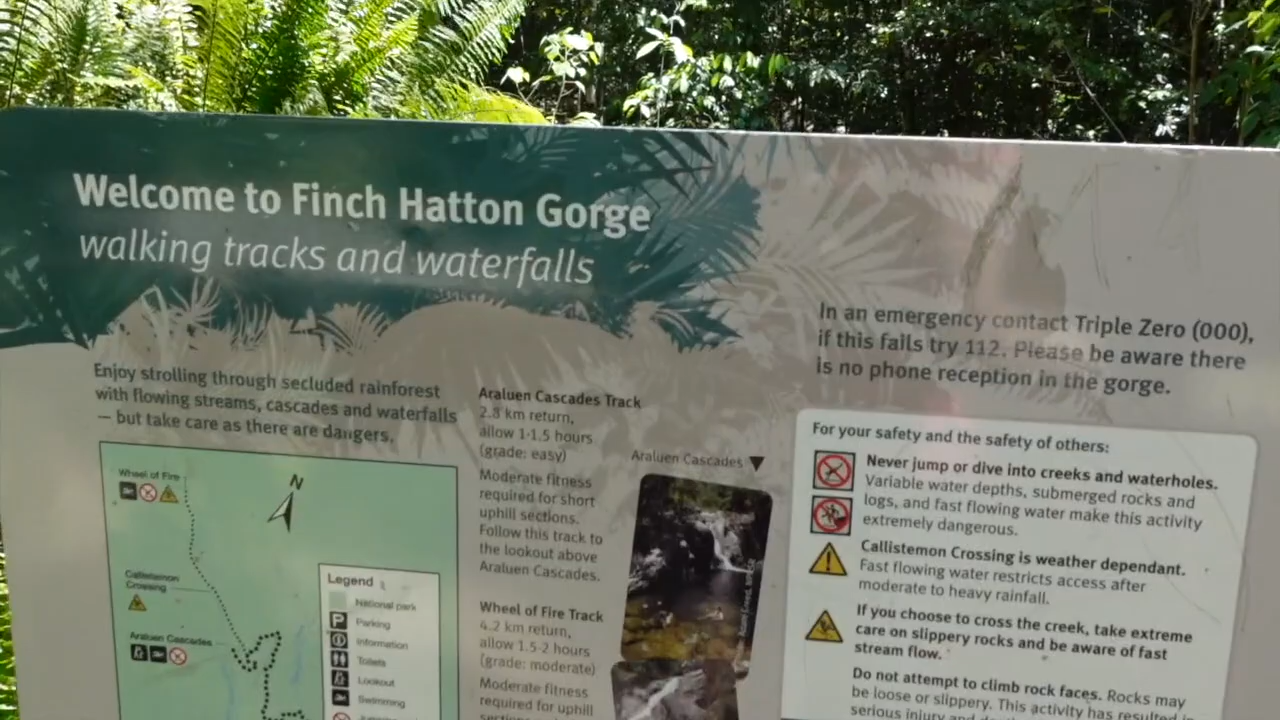 Welcome to Finch Hatton Gorge
walking tracks and waterfalls
In an emergency contact Triple Zero (000),
if this fails try 112. Please be aware there
is no phone reception in the gorge.
Enjoy strolling through secluded rainforest
with flowing streams, cascades and waterfalls
— but take care as there are dangers.
Wheel of Fire
N
Callistemon
Crossing
Araluen Cascades
Legend
National park
P
Parking
Information
Toilets
Lookout
Swimming
Araluen Cascades Track
2.8 km return,
allow 1-1.5 hours
(grade: easy)
Moderate fitness
required for short
uphill sections.
Follow this track to
the lookout above
Araluen Cascades.
Wheel of Fire Track
4.2 km return,
allow 1.5-2 hours
(grade: moderate)
Moderate fitness
required for uphill
Araluen Cascades
For your safety and the safety of others:
Never jump or dive into creeks and waterholes.
Variable water depths, submerged rocks and
logs, and fast flowing water make this activity
extremely dangerous.
Callistemon Crossing is weather dependant.
Fast flowing water restricts access after
moderate to heavy rainfall.
If you choose to cross the creek, take extreme
care on slippery rocks and be aware of fast
stream flow.
Do not attempt to climb rock faces. Rocks may
be loose or slippery. This activity has resulted
serious injury and